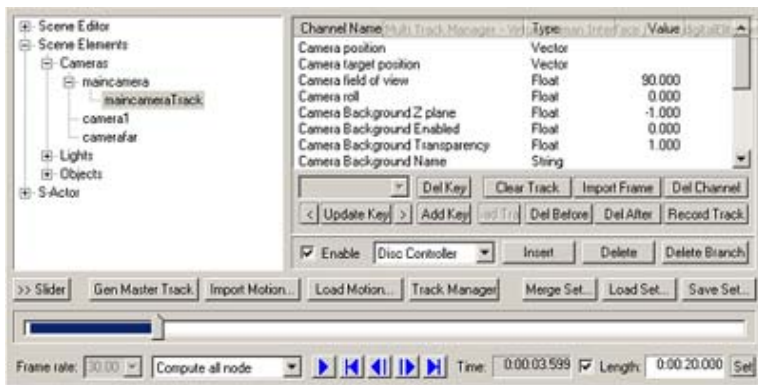 Scene Editor
Scene Elements
Cameras
maincamera
maincameraTrack
camera1
camerafar
Lights
Objects
S-Actor
Channel Name Type Value
Camera position Vector
Camera target position Vector
Camera field of view Float 90.000
Camera roll Float 0.000
Camera Background Z plane Float -1.000
Camera Background Enabled Float 0.000
Camera Background Transparency Float 1.000
Camera Background Name String
Del Key Clear Track Import Frame Del Channel
< Update Key > Add Key Del Before Del After Record Track
Enable Disc Controller Insert Delete Delete Branch
>> Slider Gen Master Track Import Motion... Load Motion... Track Manager Merge Set... Load Set... Save Set...
Frame rate: 30.00 Compute all node Time: 0:00:03.599 Length: 0:00:20.000 Set